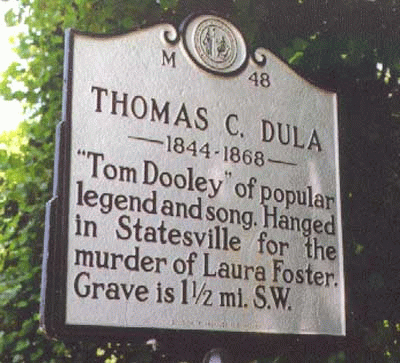 M 48
THOMAS C. DULA
1844-1868
"Tom Dooley" of popular
legend and song. Hanged
in Statesville for the
murder of Laura Foster.
Grave is 1½ mi. S.W.